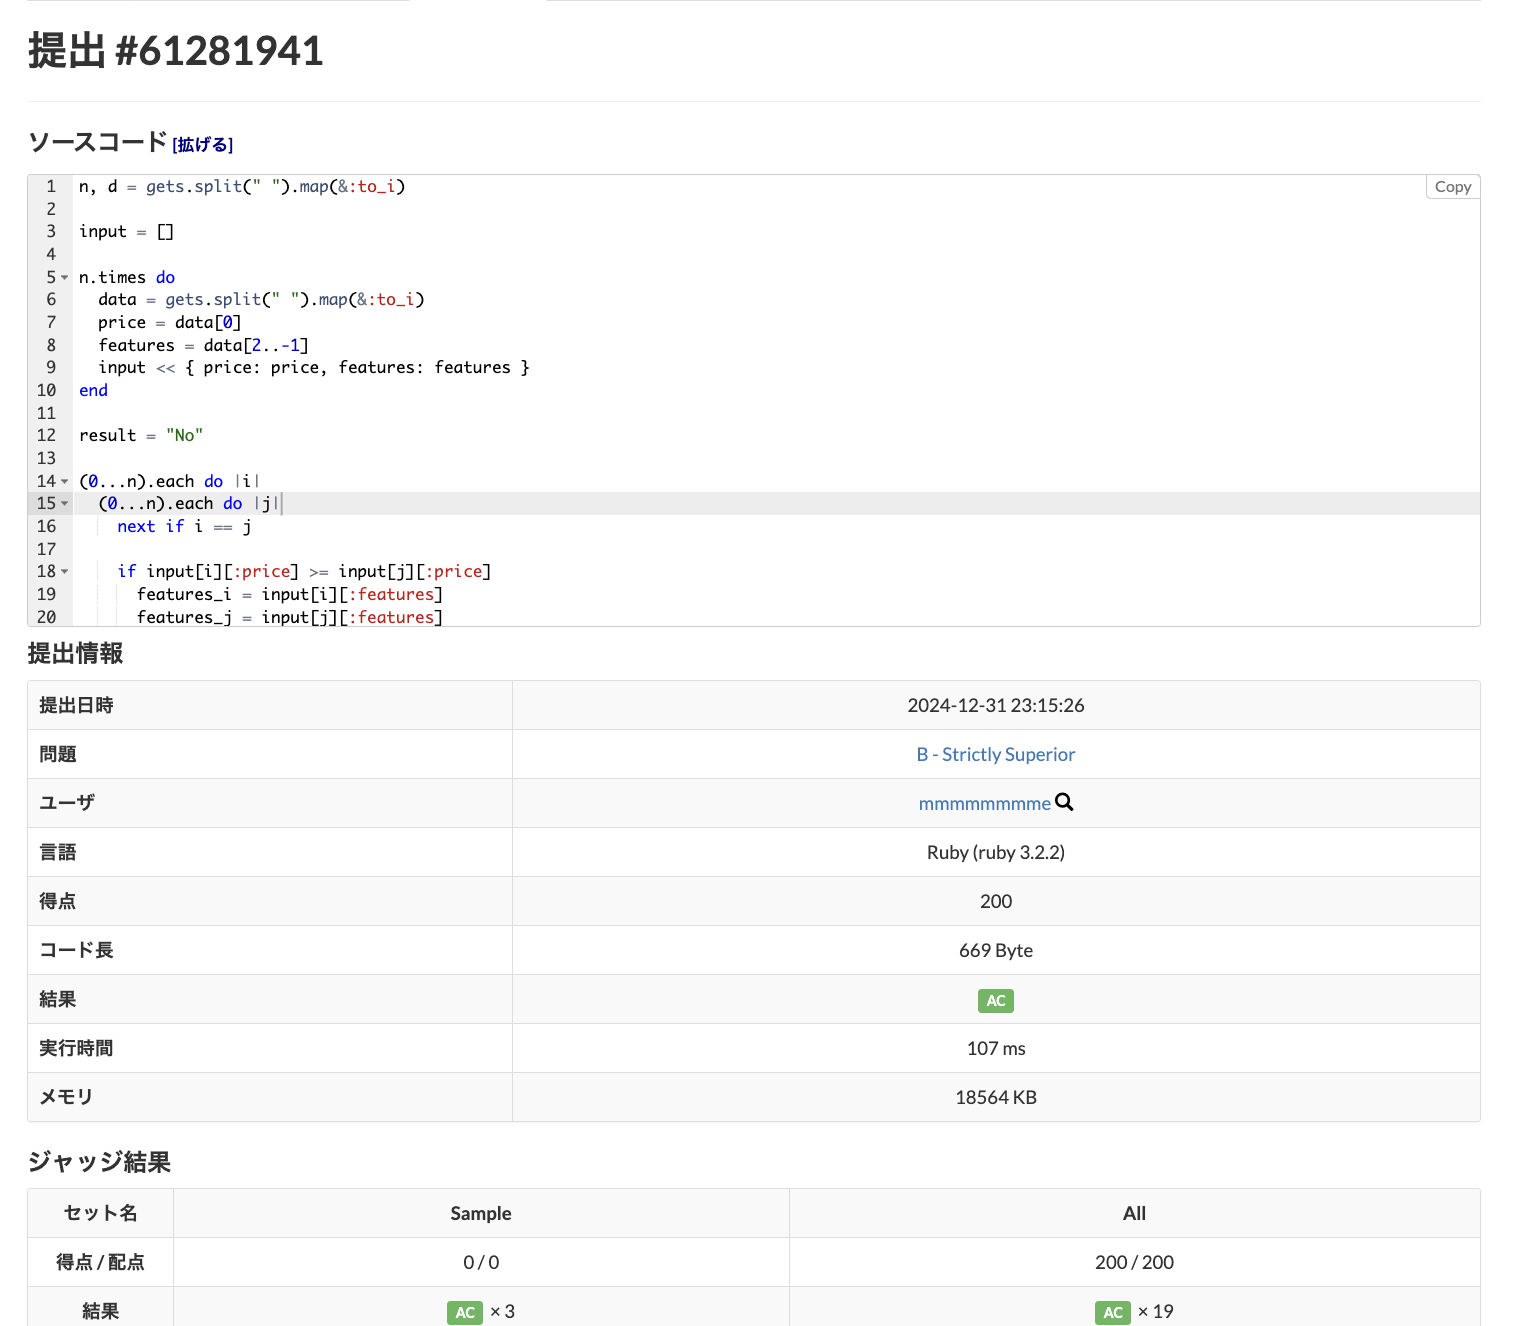 提出 #61281941
ソースコード [拡げる]
Copy
1 n, d = gets.split(" ").map(&:to_i)
2
3 input = []
4
5 n.times do
6   data = gets.split(" ").map(&:to_i)
7   price = data[0]
8   features = data[2..-1]
9   input << { price: price, features: features }
10 end
11
12 result = "No"
13
14 (0...n).each do |i|
15   (0...n).each do |j|
16     next if i == j
17
18     if input[i][:price] >= input[j][:price]
19       features_i = input[i][:features]
20       features_j = input[j][:features]
提出情報
提出日時 2024-12-31 23:15:26
問題 B - Strictly Superior
ユーザ mmmmmmmmme
言語 Ruby (ruby 3.2.2)
得点 200
コード長 669 Byte
結果 AC
実行時間 107 ms
メモリ 18564 KB
ジャッジ結果
セット名 Sample All
得点 / 配点 0 / 0 200 / 200
結果 AC × 3 AC × 19